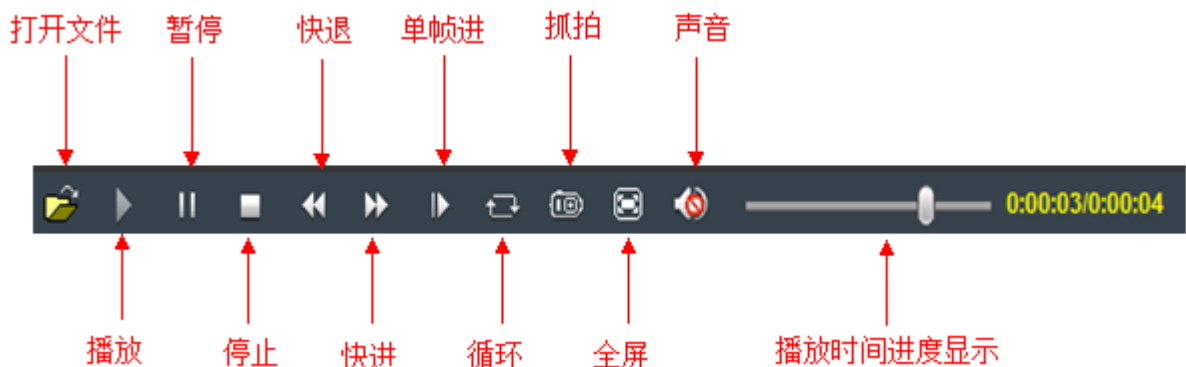 打开文件 暂停 快退 单帧进 抓拍 声音
0:00:03/0:00:04
播放 停止 快进 循环 全屏 播放时间进度显示